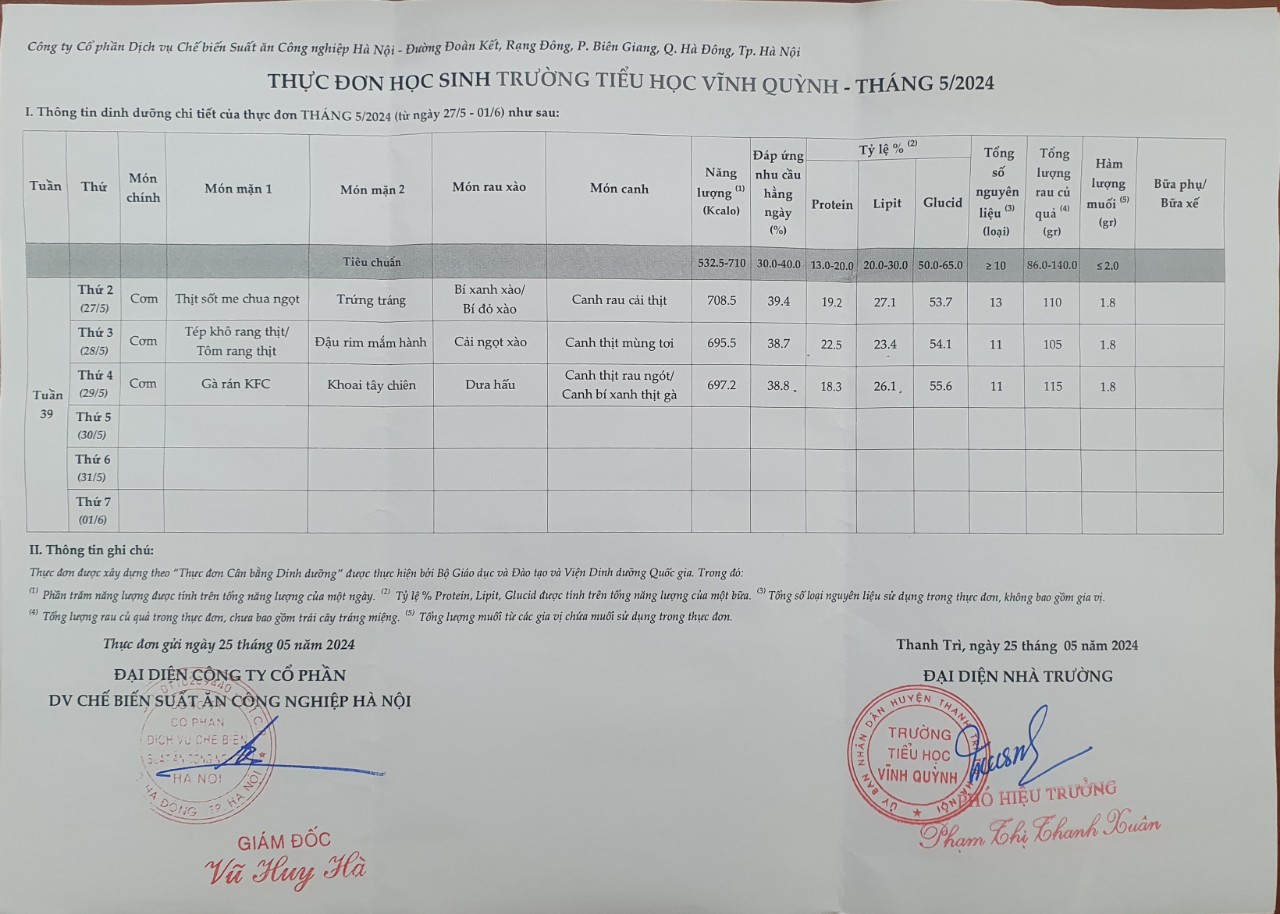 Công ty Cổ phần Dịch vụ Chế biến Suất ăn Công nghiệp Hà Nội - Đường Đoàn Kết, Rạng Đông, P. Biên Giang, Q. Hà Đông, Tp. Hà Nội
THỰC ĐƠN HỌC SINH TRƯỜNG TIỂU HỌC VĨNH QUỲNH - THÁNG 5/2024
I. Thông tin dinh dưỡng chi tiết của thực đơn THÁNG 5/2024 (từ ngày 27/5 - 01/6) như sau:
Tuần Thứ Món chính Món mặn 1 Món mặn 2 Món rau xào Món canh Năng lượng (1) (Kcalo) Đáp ứng nhu cầu hằng ngày (%) Tỷ lệ % (2) Protein Lipit Glucid Tổng số nguyên liệu (3) (loại) Tổng lượng rau củ quả (4) (gr) Hàm lượng muối (5) (gr) Bữa phụ/ Bữa xế
Tiêu chuẩn 532.5-710 30.0-40.0 13.0-20.0 20.0-30.0 50.0-65.0 ≥ 10 86.0-140.0 ≤ 2.0
Tuần 39
Thứ 2 (27/5) Cơm Thịt sốt me chua ngọt Trứng tráng Bí xanh xào/ Bí đỏ xào Canh rau cải thịt 708.5 39.4 19.2 27.1 53.7 13 110 1.8
Thứ 3 (28/5) Cơm Tép khô rang thịt/ Tôm rang thịt Đậu rim mắm hành Cải ngọt xào Canh thịt mùng tơi 695.5 38.7 22.5 23.4 54.1 11 105 1.8
Thứ 4 (29/5) Cơm Gà rán KFC Khoai tây chiên Dưa hấu Canh thịt rau ngót/ Canh bí xanh thịt gà 697.2 38.8 18.3 26.1 55.6 11 115 1.8
Thứ 5 (30/5)
Thứ 6 (31/5)
Thứ 7 (01/6)
II. Thông tin ghi chú:
Thực đơn được xây dựng theo “Thực đơn Cân bằng Dinh dưỡng” được thực hiện bởi Bộ Giáo dục và Đào tạo và Viện Dinh dưỡng Quốc gia. Trong đó:
(1) Phần trăm năng lượng được tính trên tổng năng lượng của một ngày. (2) Tỷ lệ % Protein, Lipit, Glucid được tính trên tổng năng lượng của một bữa. (3) Tổng số loại nguyên liệu sử dụng trong thực đơn, không bao gồm gia vị.
(4) Tổng lượng rau củ quả trong thực đơn, chưa bao gồm trái cây tráng miệng. (5) Tổng lượng muối từ các gia vị chứa muối sử dụng trong thực đơn.
Thực đơn gửi ngày 25 tháng 05 năm 2024
Thanh Trì, ngày 25 tháng 05 năm 2024
ĐẠI DIỆN CÔNG TY CỔ PHẦN
DV CHẾ BIẾN SUẤT ĂN CÔNG NGHIỆP HÀ NỘI
ĐẠI DIỆN NHÀ TRƯỜNG
CỔ PHẦN
DỊCH VỤ CHẾ BIẾN
HÀ NỘI
HÀ ĐÔNG TP. HÀ NỘI
GIÁM ĐỐC
Vũ Huy Hà
ỦY BAN NHÂN DÂN HUYỆN THANH TRÌ
TRƯỜNG
TIỂU HỌC
VĨNH QUỲNH
PHÓ HIỆU TRƯỞNG
Phạm Thị Thanh Xuân